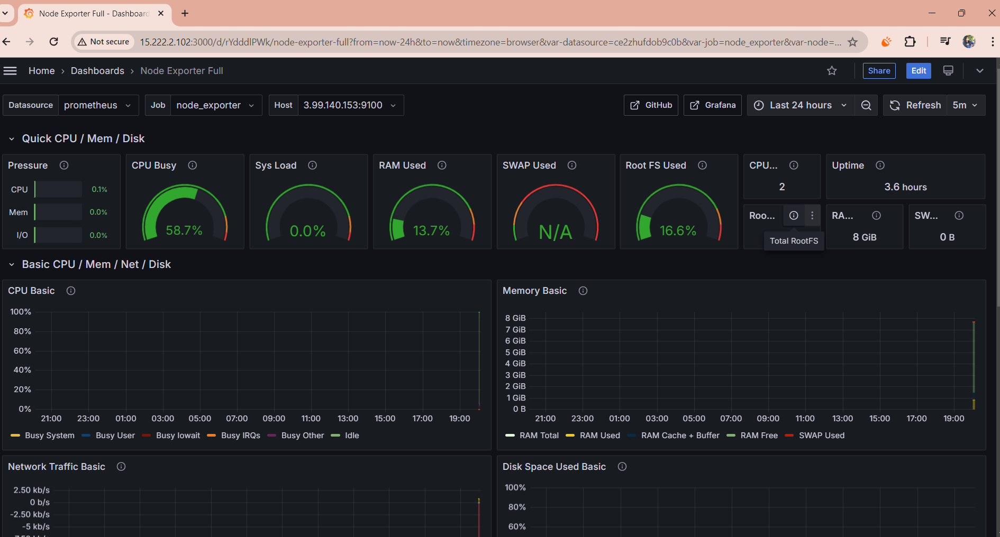 Node Exporter Full - Dashboard
Not secure
15.222.2.102:3000/d/rYdddlPWk/node-exporter-full?from=now-24h&to=now&timezone=browser&var-datasource=ce2zhufdob9c0b&var-job=node_exporter&var-node=...
Home > Dashboards > Node Exporter Full
Share
Edit
Datasource prometheus
Job node_exporter
Host 3.99.140.153:9100
GitHub
Grafana
Last 24 hours
Refresh 5m
Quick CPU / Mem / Disk
Pressure
CPU 0.1%
Mem 0.0%
I/O 0.0%
CPU Busy
58.7%
Sys Load
0.0%
RAM Used
13.7%
SWAP Used
N/A
Root FS Used
16.6%
CPU...
2
Uptime
3.6 hours
Roo...
Total RootFS
RA...
8 GiB
SW...
0 B
Basic CPU / Mem / Net / Disk
CPU Basic
100%
80%
60%
40%
20%
0%
21:00 23:00 01:00 03:00 05:00 07:00 09:00 11:00 13:00 15:00 17:00 19:00
Busy System Busy User Busy Iowait Busy IRQs Busy Other Idle
Memory Basic
8 GiB
7 GiB
6 GiB
5 GiB
4 GiB
3 GiB
2 GiB
1 GiB
0 B
21:00 23:00 01:00 03:00 05:00 07:00 09:00 11:00 13:00 15:00 17:00 19:00
RAM Total RAM Used RAM Cache + Buffer RAM Free SWAP Used
Network Traffic Basic
2.50 kb/s
0 b/s
-2.50 kb/s
-5 kb/s
Disk Space Used Basic
100%
80%
60%